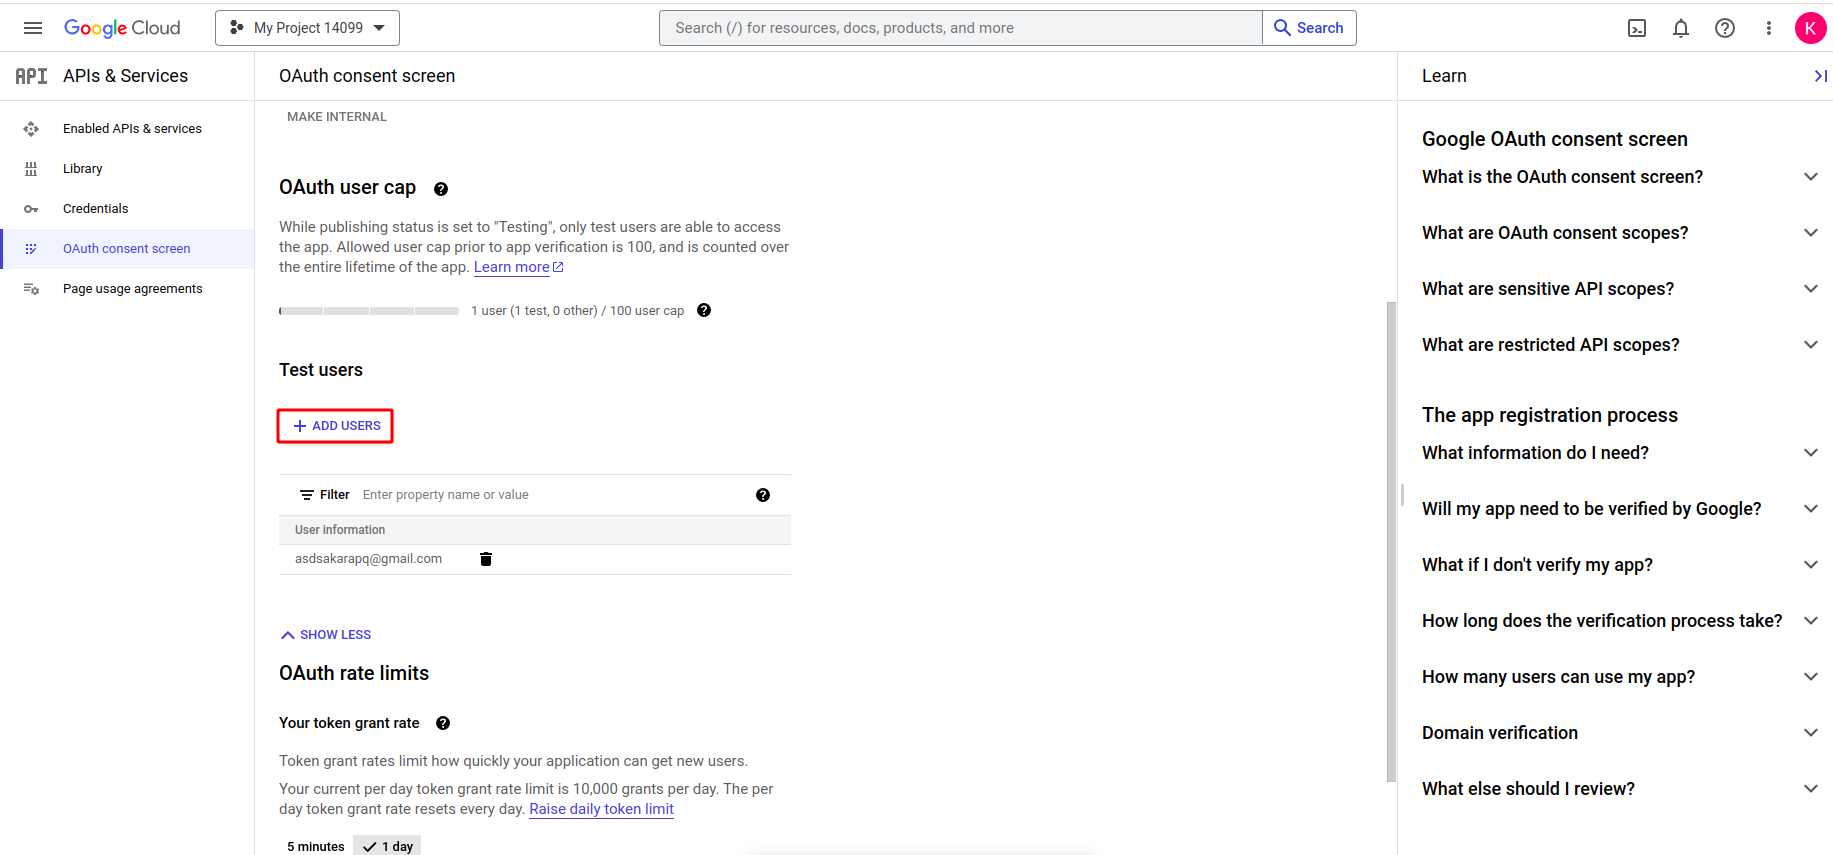 Google Cloud
My Project 14099
Search (/) for resources, docs, products, and more
Search
K
API
APIs & Services
Enabled APIs & services
Library
Credentials
OAuth consent screen
Page usage agreements
OAuth consent screen
MAKE INTERNAL
OAuth user cap
While publishing status is set to "Testing", only test users are able to access
the app. Allowed user cap prior to app verification is 100, and is counted over
the entire lifetime of the app. Learn more
1 user (1 test, 0 other) / 100 user cap
Test users
ADD USERS
Filter Enter property name or value
User information
asdsakarapq@gmail.com
SHOW LESS
OAuth rate limits
Your token grant rate
Token grant rates limit how quickly your application can get new users.
Your current per day token grant rate limit is 10,000 grants per day. The per
day token grant rate resets every day. Raise daily token limit
5 minutes 1 day
Learn
Google OAuth consent screen
What is the OAuth consent screen?
What are OAuth consent scopes?
What are sensitive API scopes?
What are restricted API scopes?
The app registration process
What information do I need?
Will my app need to be verified by Google?
What if I don't verify my app?
How long does the verification process take?
How many users can use my app?
Domain verification
What else should I review?